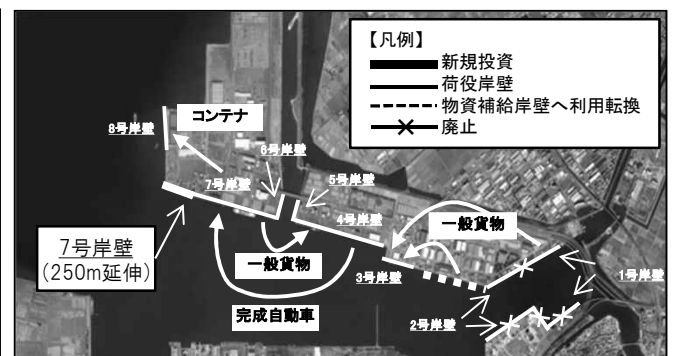 【凡例】
新規投資
荷役岸壁
物資補給岸壁へ利用転換
廃止
コンテナ
8号岸壁
6号岸壁
7号岸壁
5号岸壁
4号岸壁
一般貨物
7号岸壁
(250m延伸)
一般貨物
3号岸壁
1号岸壁
完成自動車
2号岸壁